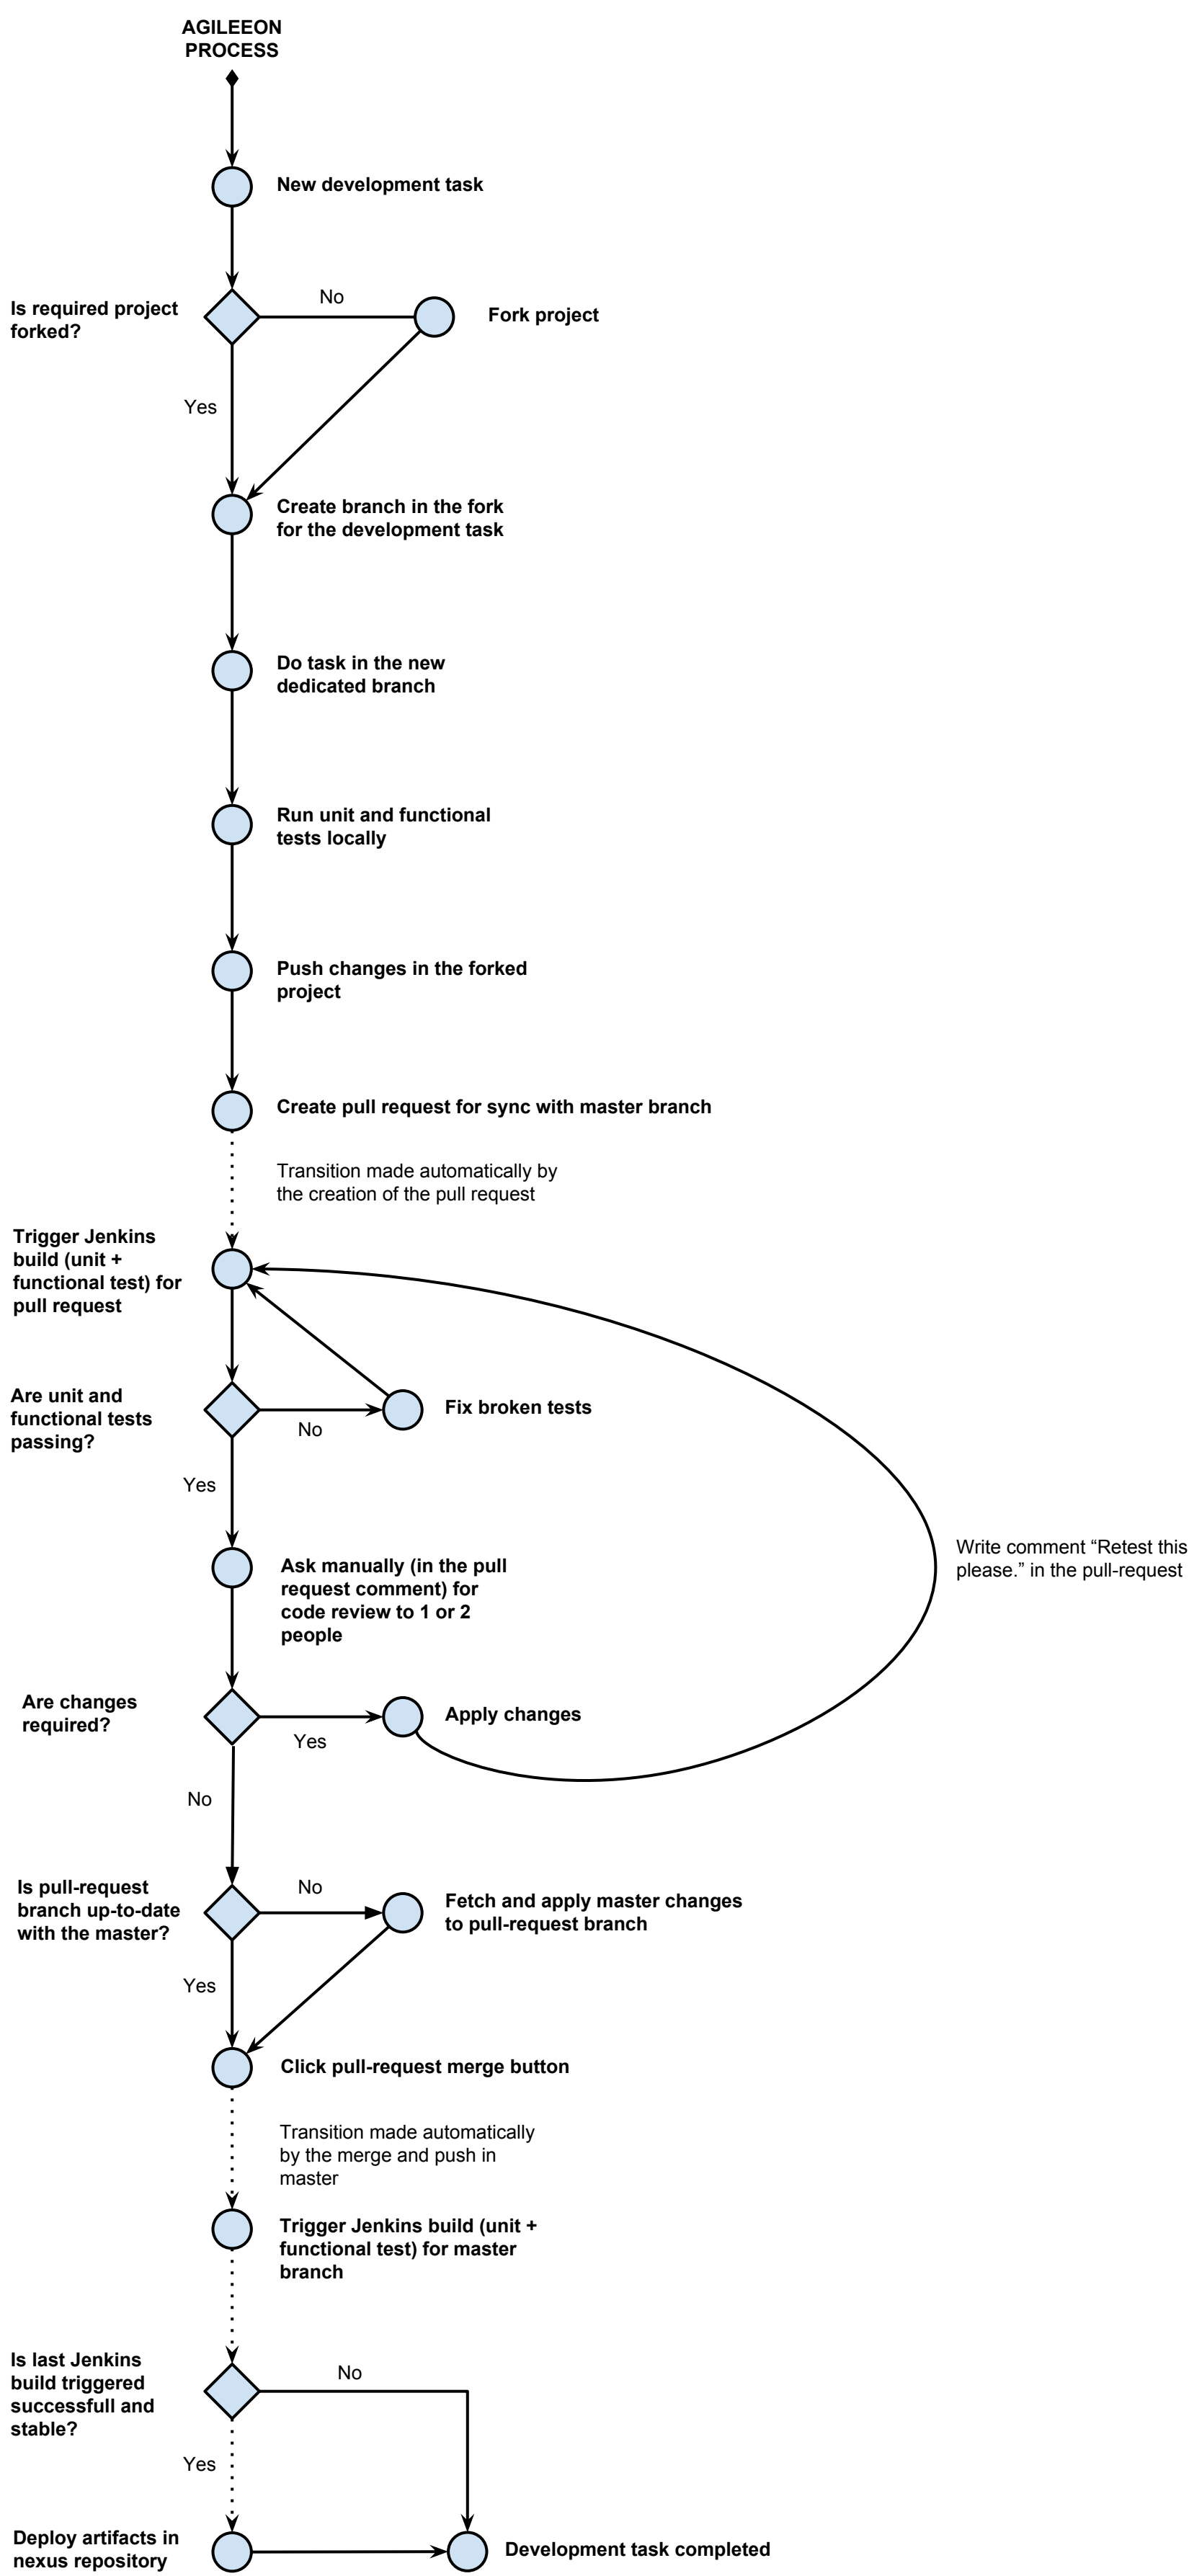 AGILEEON
PROCESS
New development task
Is required project
forked?
No
Fork project
Yes
Create branch in the fork
for the development task
Do task in the new
dedicated branch
Run unit and functional
tests locally
Push changes in the forked
project
Create pull request for sync with master branch
Transition made automatically by
the creation of the pull request
Trigger Jenkins
build (unit +
functional test) for
pull request
Are unit and
functional tests
passing?
No
Fix broken tests
Yes
Write comment “Retest this
please.” in the pull-request
Ask manually (in the pull
request comment) for
code review to 1 or 2
people
Are changes
required?
Yes
Apply changes
No
Is pull-request
branch up-to-date
with the master?
No
Fetch and apply master changes
to pull-request branch
Yes
Click pull-request merge button
Transition made automatically
by the merge and push in
master
Trigger Jenkins build (unit +
functional test) for master
branch
Is last Jenkins
build triggered
successfull and
stable?
No
Yes
Deploy artifacts in
nexus repository
Development task completed